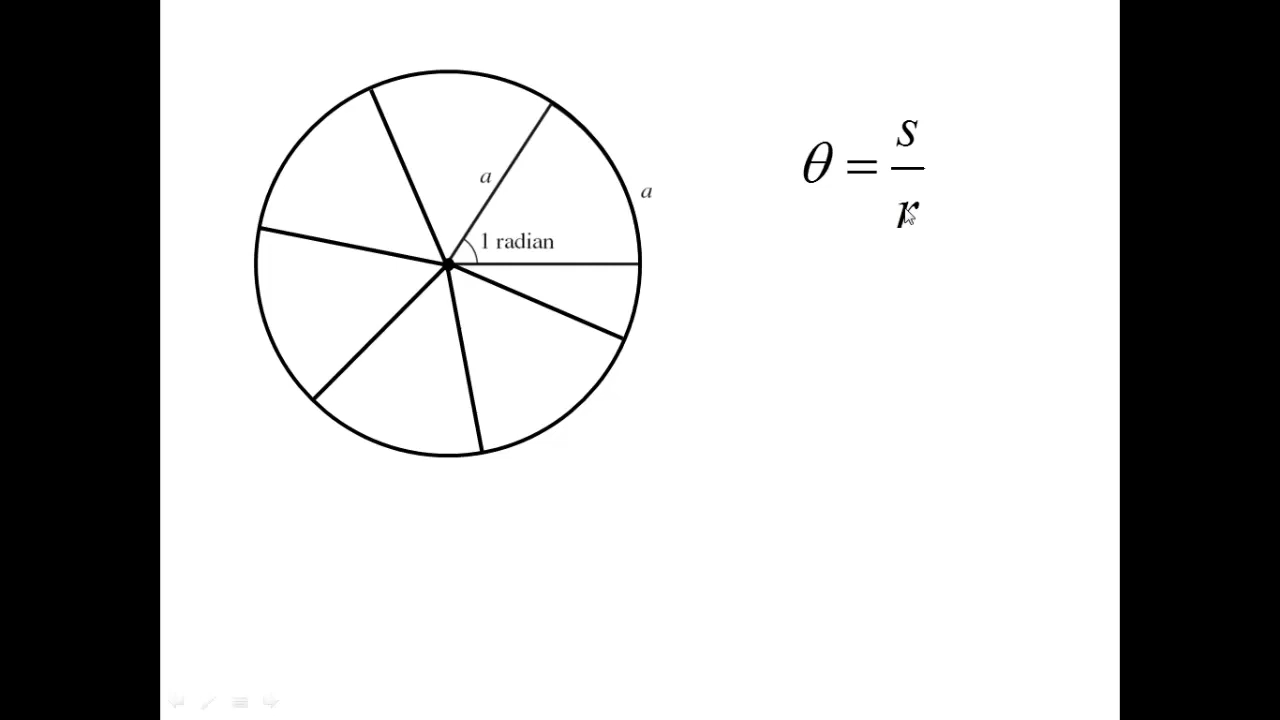 a
a
1 radian
θ = s/r